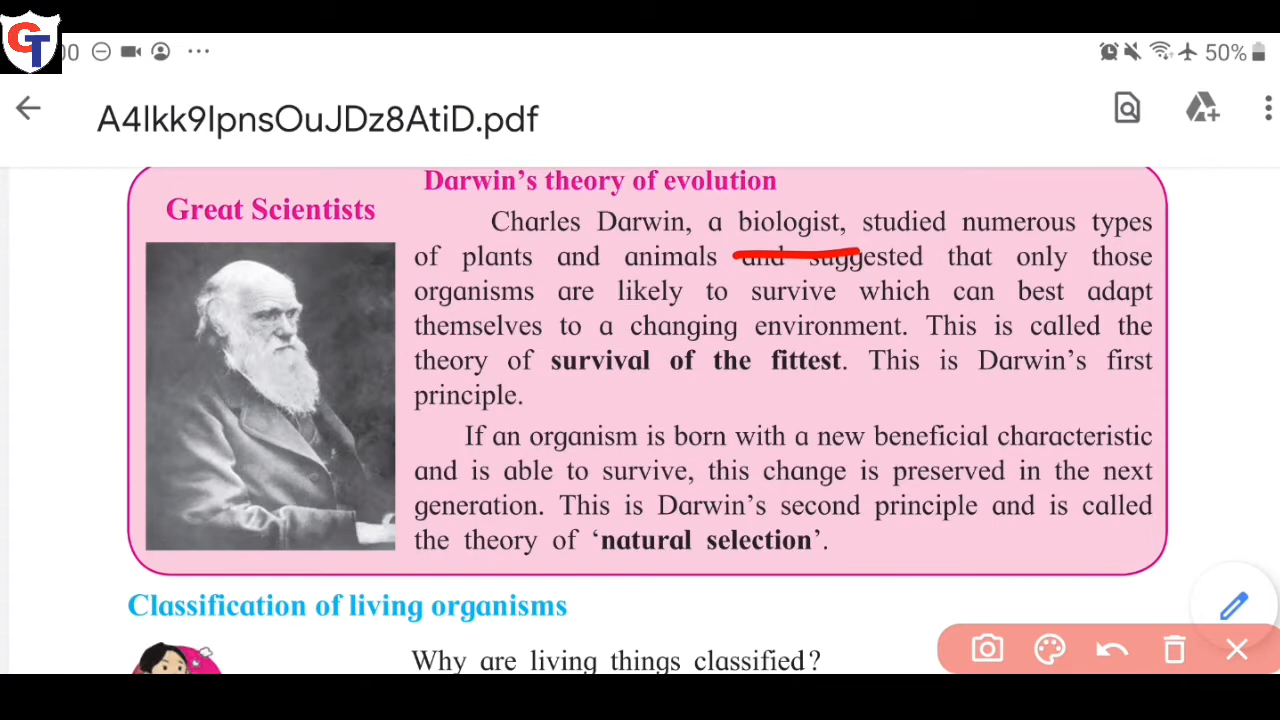 GT
00
50%
A4lkk9IpnsOuJDz8AtiD.pdf
Great Scientists
Darwin's theory of evolution
Charles Darwin, a biologist, studied numerous types
of plants and animals and suggested that only those
organisms are likely to survive which can best adapt
themselves to a changing environment. This is called the
theory of survival of the fittest. This is Darwin's first
principle.
If an organism is born with a new beneficial characteristic
and is able to survive, this change is preserved in the next
generation. This is Darwin's second principle and is called
the theory of ‘natural selection’.
Classification of living organisms
Why are living things classified?